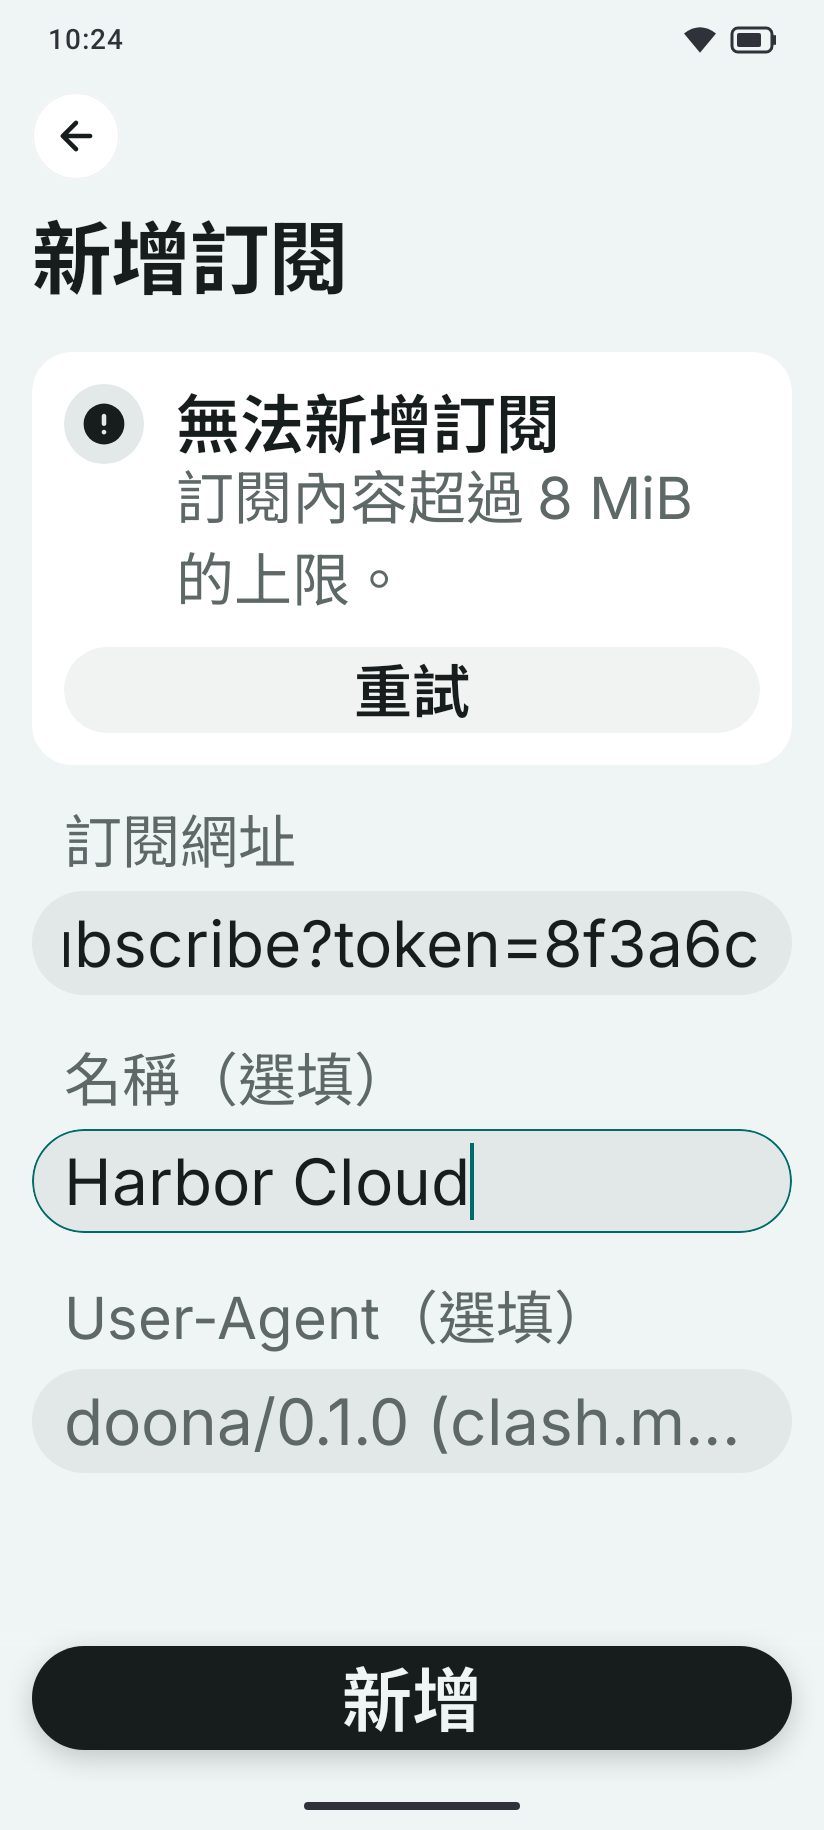 10:24
新增訂閱
無法新增訂閱
訂閱內容超過 8 MiB
的上限。
重試
訂閱網址
ubscribe?token=8f3a6c
名稱（選填）
Harbor Cloud
User-Agent（選填）
doona/0.1.0 (clash.m...
新增